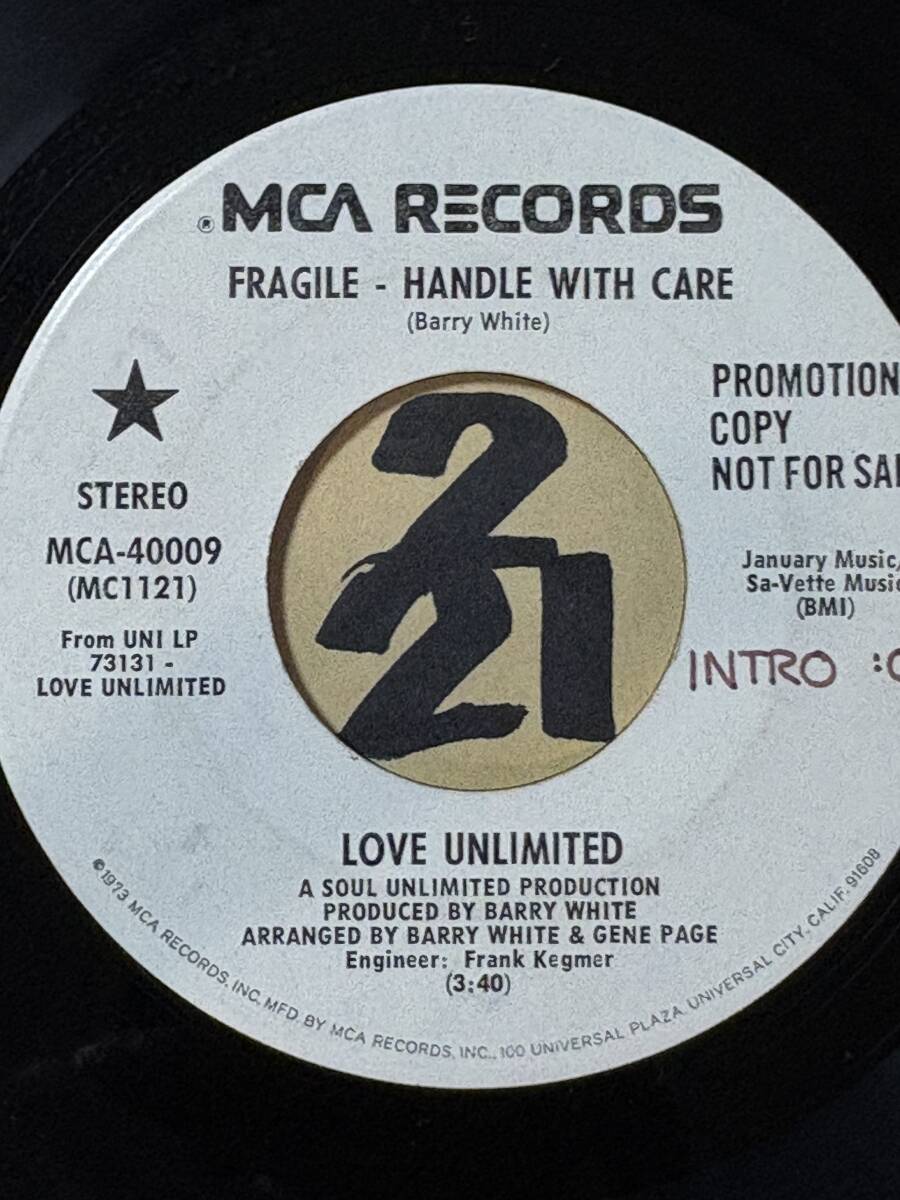 ® MCA RECORDS
FRAGILE - HANDLE WITH CARE
(Barry White)
PROMOTION
COPY
NOT FOR
STEREO
MCA-40009
(MC1121)
From UNI LP
73131 -
LOVE UNLIMITED
January Music,
Sa-Vette Music
(BMI)
INTRO
2
21
LOVE UNLIMITED
A SOUL UNLIMITED PRODUCTION
PRODUCED BY BARRY WHITE
ARRANGED BY BARRY WHITE & GENE PAGE
Engineer: Frank Kegmer
(3:40)
©1973 MCA RECORDS, INC. MFD. BY MCA RECORDS, INC., 100 UNIVERSAL PLAZA, UNIVERSAL CITY, CALIF. 91608